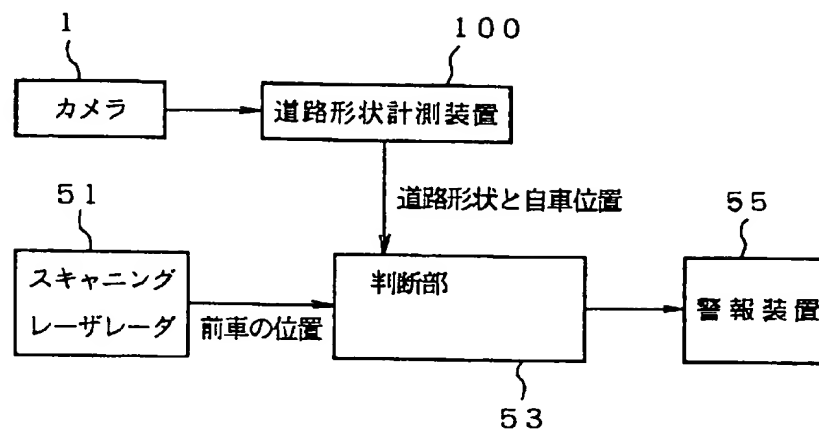 1
100
カメラ
道路形状計測装置
道路形状と自車位置
51
55
スキャニング
レーザレーダ
前車の位置
判断部
警報装置
53